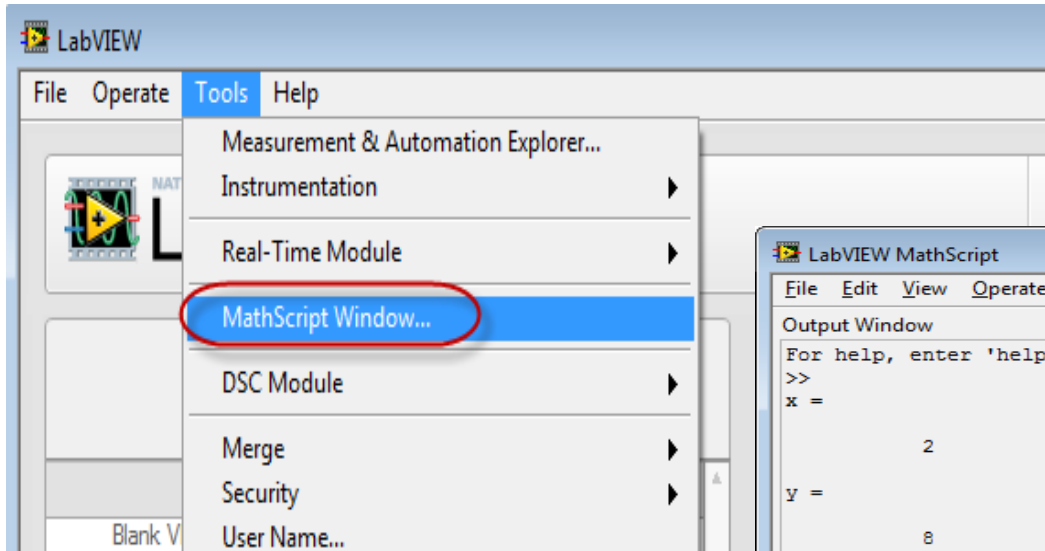 LabVIEW
File Operate Tools Help
Measurement & Automation Explorer...
Instrumentation
NAT
L
Real-Time Module
MathScript Window...
DSC Module
Merge
Security
Blank V
User Name...
LabVIEW MathScript
File Edit View Operate
Output Window
For help, enter 'help
>>
x =
2
y =
8